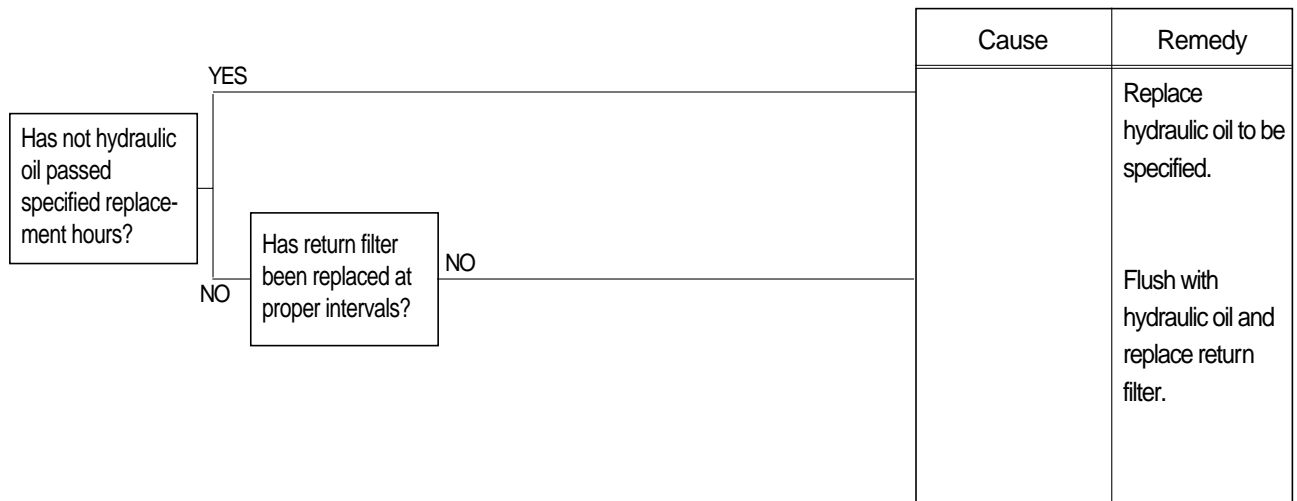 Cause
Remedy
YES
Has not hydraulic
oil passed
specified replace-
ment hours?
NO
Has return filter
been replaced at
proper intervals?
NO
Replace
hydraulic oil to be
specified.
Flush with
hydraulic oil and
replace return
filter.